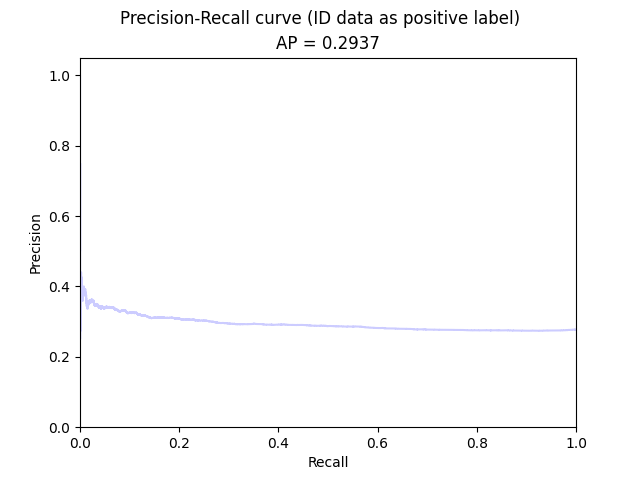 Precision-Recall curve (ID data as positive label)
AP = 0.2937
1.0
0.8
0.6
0.4
0.2
0.0
Precision
0.0 0.2 0.4 0.6 0.8 1.0
Recall